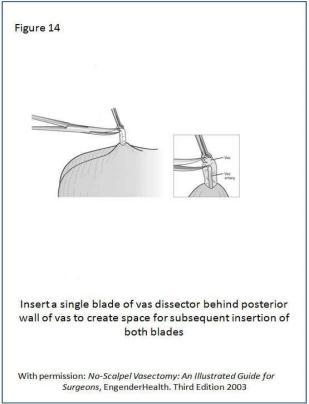 Figure 14
Vas
Vas
artery
Insert a single blade of vas dissector behind posterior
wall of vas to create space for subsequent insertion of
both blades
With permission: No-Scalpel Vasectomy: An Illustrated Guide for
Surgeons, EngenderHealth. Third Edition 2003